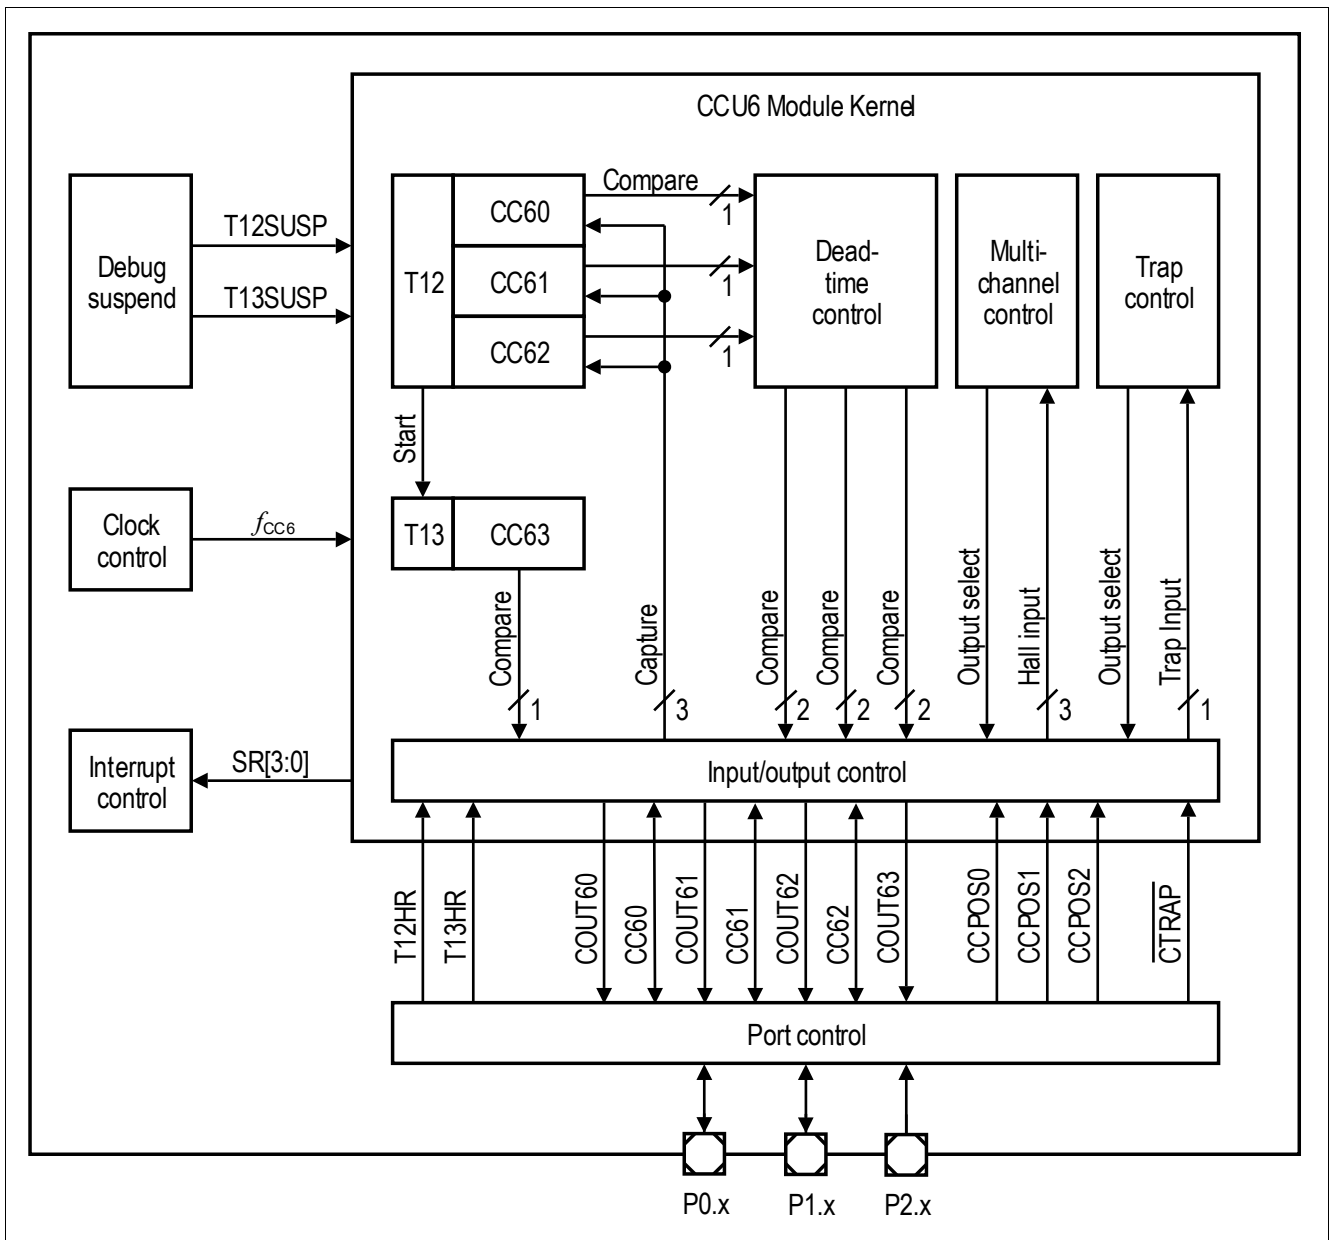 CCU6 Module Kernel
Debug
suspend
T12SUSP
T13SUSP
T12
CC60
CC61
CC62
Compare
1
1
1
Dead-
time
control
Multi-
channel
control
Trap
control
Start
T13
CC63
Clock
control
fCC6
Compare
1
Capture
3
Compare
2
Compare
2
Compare
2
Output select
Hall input
3
Output select
Trap Input
1
Interrupt
control
SR[3:0]
Input/output control
T12HR
T13HR
COUT60
CC60
COUT61
CC61
COUT62
CC62
COUT63
CCPOS0
CCPOS1
CCPOS2
CTRAP
Port control
P0.x
P1.x
P2.x